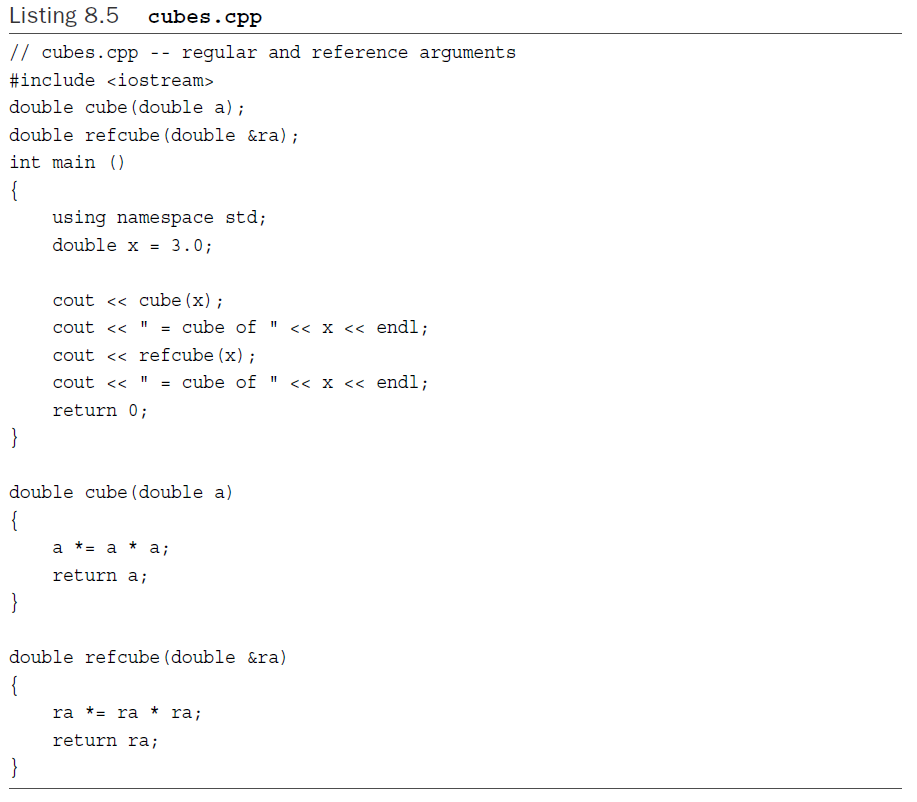 Listing 8.5 cubes.cpp
// cubes.cpp -- regular and reference arguments
#include <iostream>
double cube(double a);
double refcube(double &ra);
int main ()
{
    using namespace std;
    double x = 3.0;

    cout << cube(x);
    cout << " = cube of " << x << endl;
    cout << refcube(x);
    cout << " = cube of " << x << endl;
    return 0;
}

double cube(double a)
{
    a *= a * a;
    return a;
}

double refcube(double &ra)
{
    ra *= ra * ra;
    return ra;
}